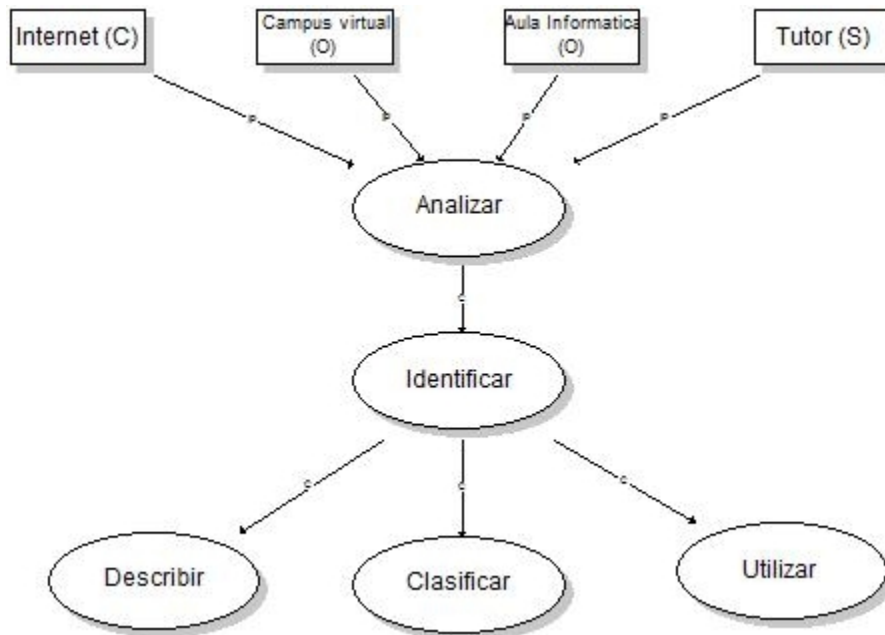 Internet (C)
Campus virtual
(O)
Aula Informatica
(O)
Tutor (S)
P
P
P
P
Analizar
C
Identificar
C
C
C
Describir
Clasificar
Utilizar